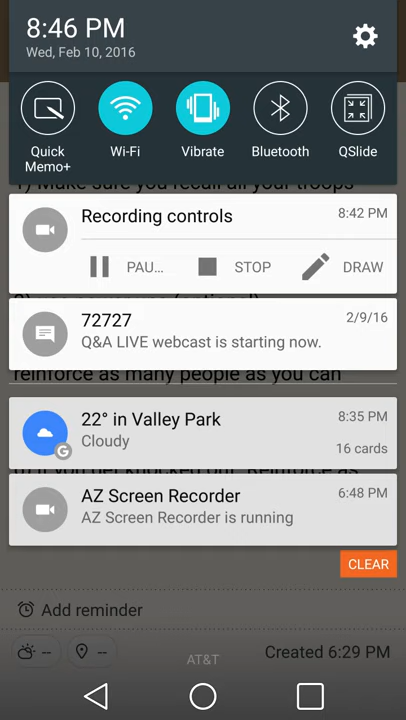 8:46 PM
Wed, Feb 10, 2016
Quick Memo+
Wi-Fi
Vibrate
Bluetooth
QSlide
1) Make sure you recall all your troops
Recording controls
8:42 PM
PAU...
STOP
DRAW
72727
2/9/16
Q&A LIVE webcast is starting now.
reinforce as many people as you can
22° in Valley Park
8:35 PM
Cloudy
16 cards
G
AZ Screen Recorder
6:48 PM
AZ Screen Recorder is running
CLEAR
Add reminder
--
--
Created 6:29 PM
AT&T